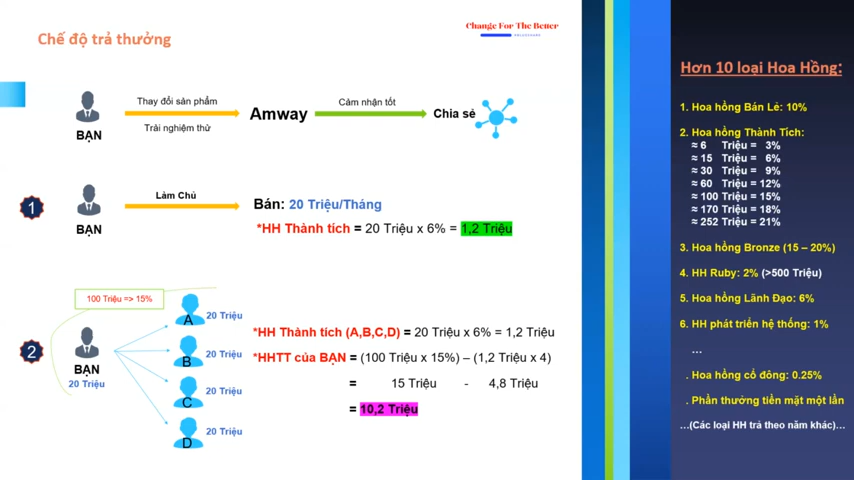 Change For The Better
Chế độ trả thưởng
Thay đổi sản phẩm
Trải nghiệm thử
BẠN
Amway
Cảm nhận tốt
Chia sẻ
1
BẠN
Làm Chủ
Bán: 20 Triệu/Tháng
*HH Thành tích = 20 Triệu x 6% = 1,2 Triệu
2
100 Triệu => 15%
BẠN
20 Triệu
A
20 Triệu
B
20 Triệu
C
20 Triệu
D
20 Triệu
*HH Thành tích (A,B,C,D) = 20 Triệu x 6% = 1,2 Triệu
*HHTT của BẠN = (100 Triệu x 15%) – (1,2 Triệu x 4)
= 15 Triệu - 4,8 Triệu
= 10,2 Triệu
Hơn 10 loại Hoa Hồng:
1. Hoa hồng Bán Lẻ: 10%
2. Hoa hồng Thành Tích:
≈ 6 Triệu = 3%
≈ 15 Triệu = 6%
≈ 30 Triệu = 9%
≈ 60 Triệu = 12%
≈ 100 Triệu = 15%
≈ 170 Triệu = 18%
≈ 252 Triệu = 21%
3. Hoa hồng Bronze (15 – 20%)
4. HH Ruby: 2% (>500 Triệu)
5. Hoa hồng Lãnh Đạo: 6%
6. HH phát triển hệ thống: 1%
...
. Hoa hồng cổ đông: 0.25%
. Phần thưởng tiền mặt một lần
...(Các loại HH trả theo năm khác)...